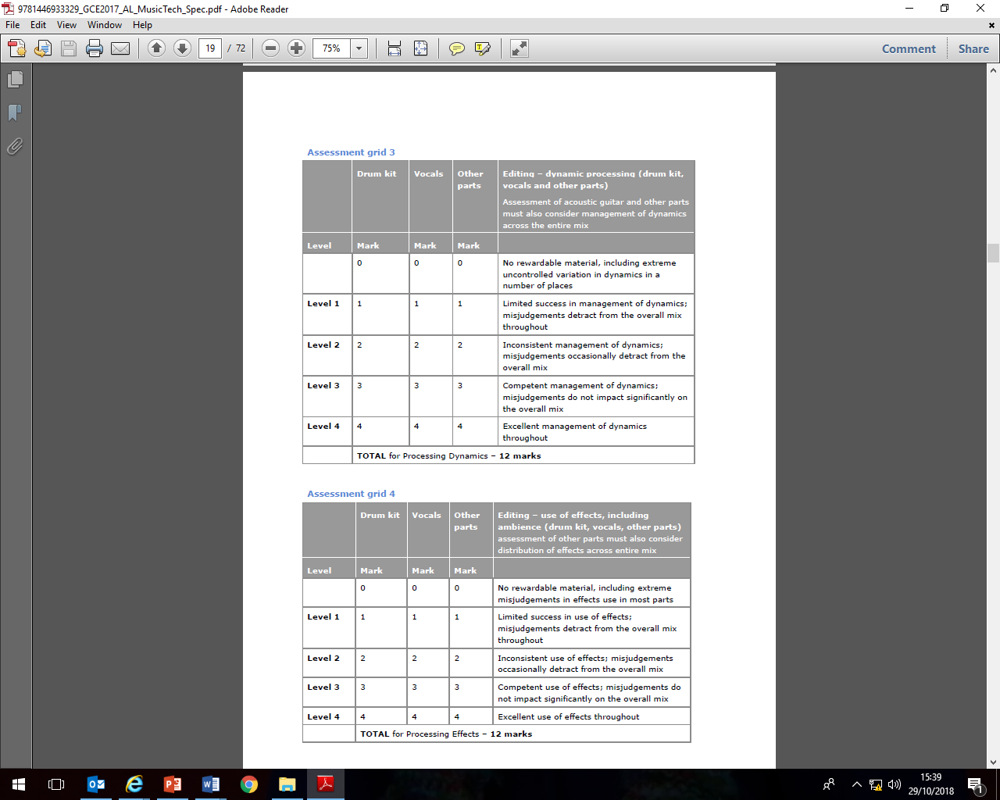 9781446933329_GCE2017_AL_MusicTech_Spec.pdf - Adobe Reader
File Edit View Window Help
19 / 72 75% Comment Share
Assessment grid 3
Drum kit Vocals Other parts Editing – dynamic processing (drum kit,
vocals and other parts)
Assessment of acoustic guitar and other parts
must also consider management of dynamics
across the entire mix
Level Mark Mark Mark
0 0 0 No rewardable material, including extreme
uncontrolled variation in dynamics in a
number of places
Level 1 1 1 1 Limited success in management of dynamics;
misjudgements detract from the overall mix
throughout
Level 2 2 2 2 Inconsistent management of dynamics;
misjudgements occasionally detract from the
overall mix
Level 3 3 3 3 Competent management of dynamics;
misjudgements do not impact significantly on
the overall mix
Level 4 4 4 4 Excellent management of dynamics
throughout
TOTAL for Processing Dynamics – 12 marks
Assessment grid 4
Drum kit Vocals Other parts Editing – use of effects, including
ambience (drum kit, vocals, other parts)
assessment of other parts must also consider
distribution of effects across entire mix
Level Mark Mark Mark
0 0 0 No rewardable material, including extreme
misjudgements in effects use in most parts
Level 1 1 1 1 Limited success in use of effects;
misjudgements detract from the overall mix
throughout
Level 2 2 2 2 Inconsistent use of effects; misjudgements
occasionally detract from the overall mix
Level 3 3 3 3 Competent use of effects; misjudgements do
not impact significantly on the overall mix
Level 4 4 4 4 Excellent use of effects throughout
TOTAL for Processing Effects – 12 marks
15:39
29/10/2018
1